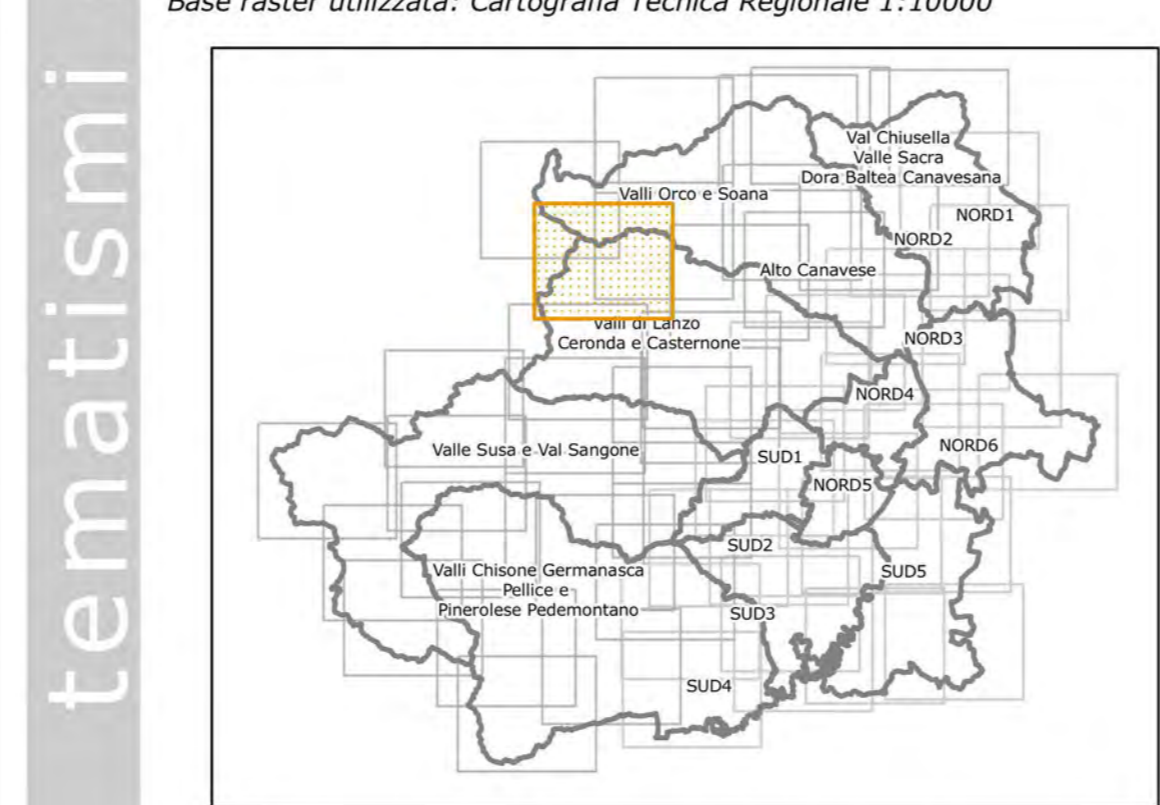 Base raster utilizzata: Cartografia Tecnica Regionale 1:10000
tematismi
Val Chiusella
Valle Sacra
Dora Baltea Canavesana
Valli Orco e Soana
NORD1
NORD2
Alto Canavese
Valli di Lanzo
Ceronda e Casternone
NORD3
NORD4
Valle Susa e Val Sangone
SUD1
NORD6
NORD5
SUD2
Valli Chisone Germanasca
Pellice e
Pinerolese Pedemontano
SUD5
SUD3
SUD4